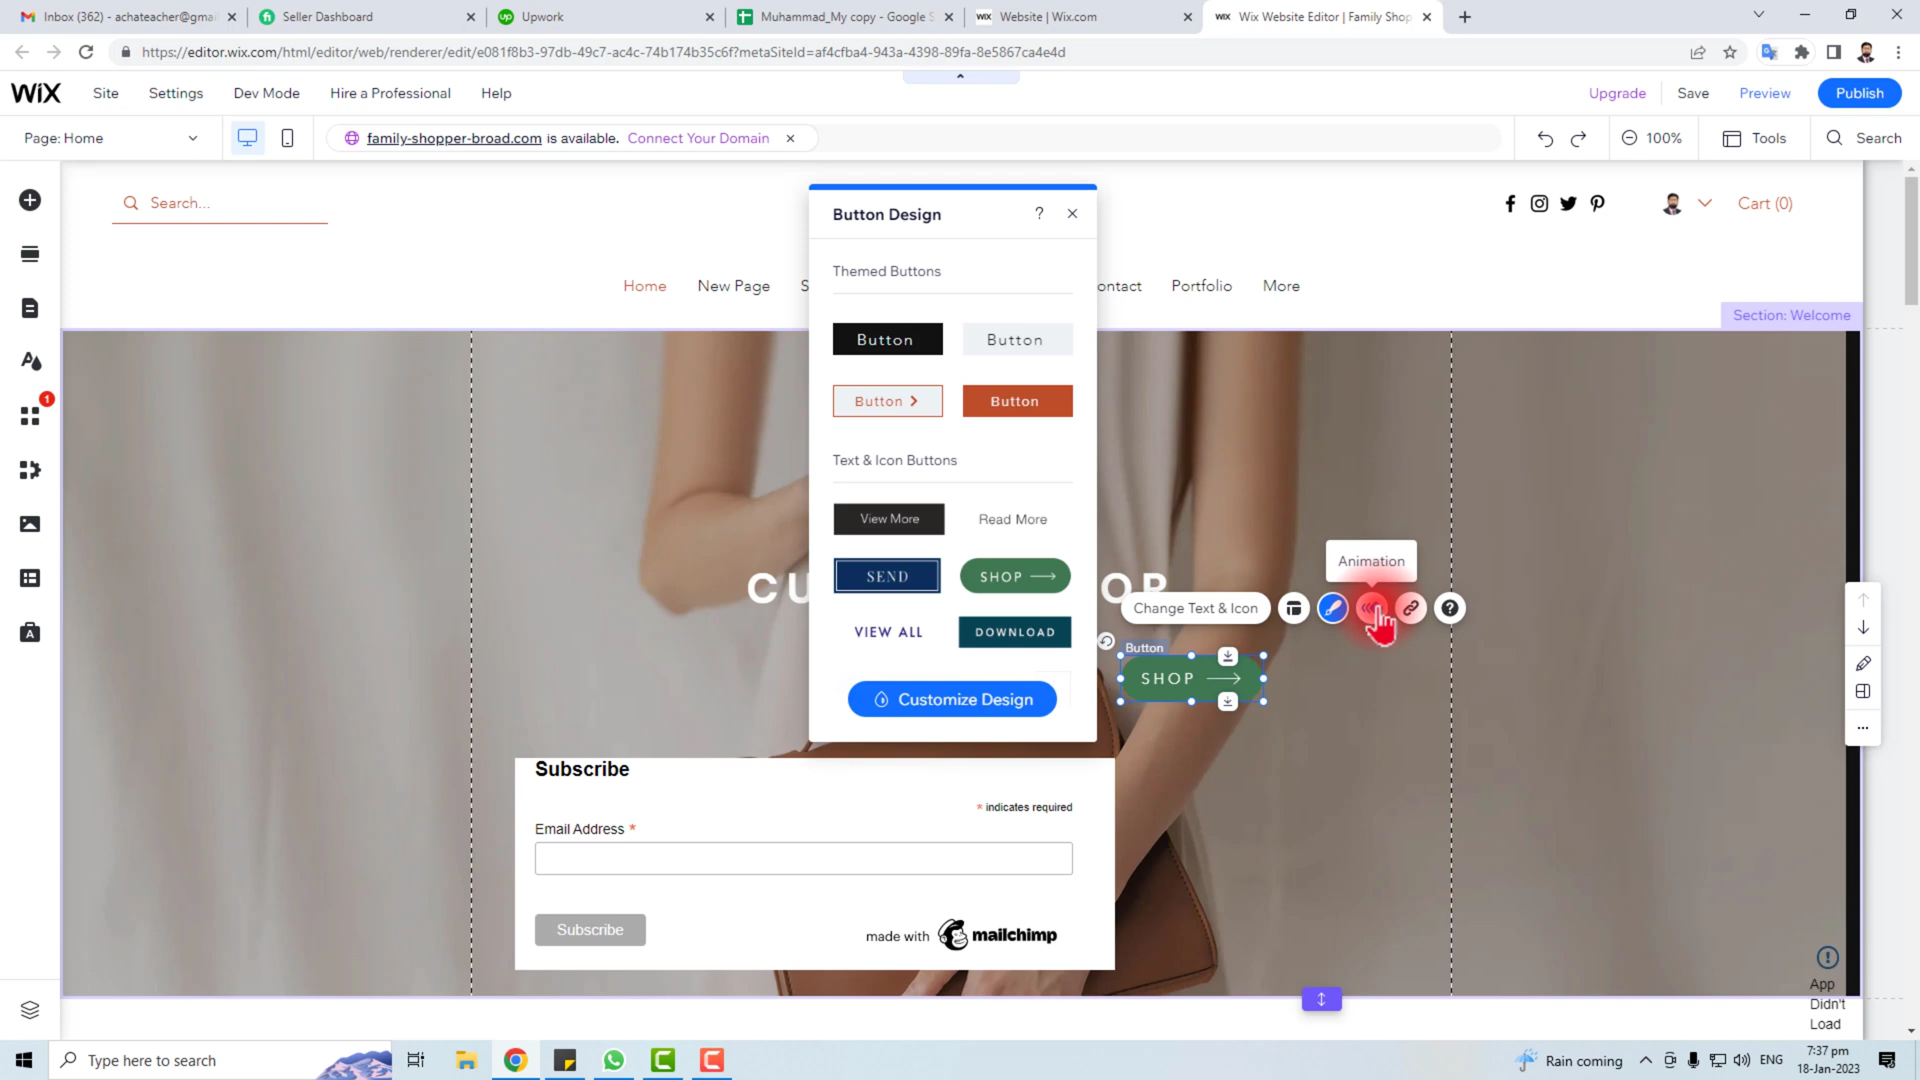 Inbox (362) - achateacher@gmai
Seller Dashboard
Upwork
Muhammad_My copy - Google S
WIX Website | Wix.com
WIX Wix Website Editor | Family Shop
https://editor.wix.com/html/editor/web/renderer/edit/e081f8b3-97db-49c7-ac4c-74b174b35c6f?metaSiteId=af4cfba4-943a-4398-89fa-8e5867ca4e4d
WiX Site Settings Dev Mode Hire a Professional Help Upgrade Save Preview Publish
Page: Home family-shopper-broad.com is available. Connect Your Domain 100% Tools Search
Search...
Cart (0)
Home New Page S ontact Portfolio More
Section: Welcome
Button Design ?
Themed Buttons
Button Button
Button > Button
Text & Icon Buttons
View More Read More
SEND SHOP
VIEW ALL DOWNLOAD
Customize Design
CU OP
Animation
Change Text & Icon ?
Button
SHOP
Subscribe
* indicates required
Email Address *
Subscribe
made with mailchimp
1
App
Didn't
Load
Type here to search
Rain coming
ENG
7:37 pm
18-Jan-2023